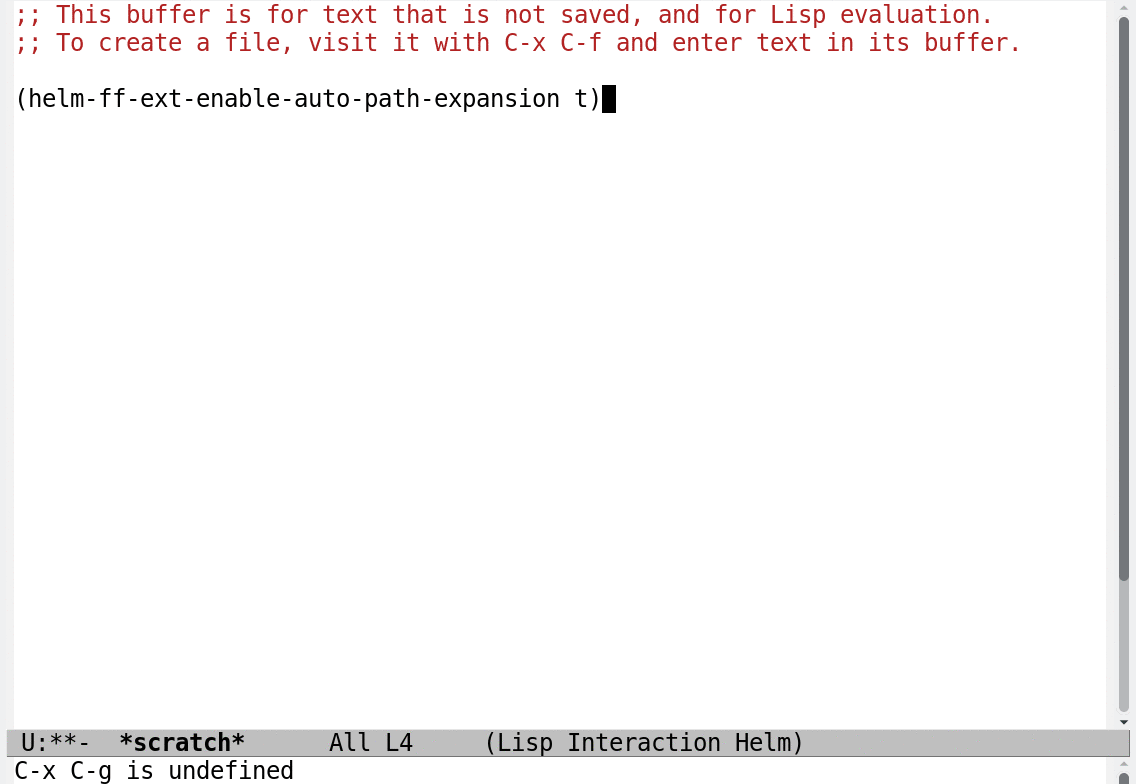 ;; This buffer is for text that is not saved, and for Lisp evaluation.
;; To create a file, visit it with C-x C-f and enter text in its buffer.
(helm-ff-ext-enable-auto-path-expansion t)
U:**-  *scratch*      All L4     (Lisp Interaction Helm)
C-x C-g is undefined